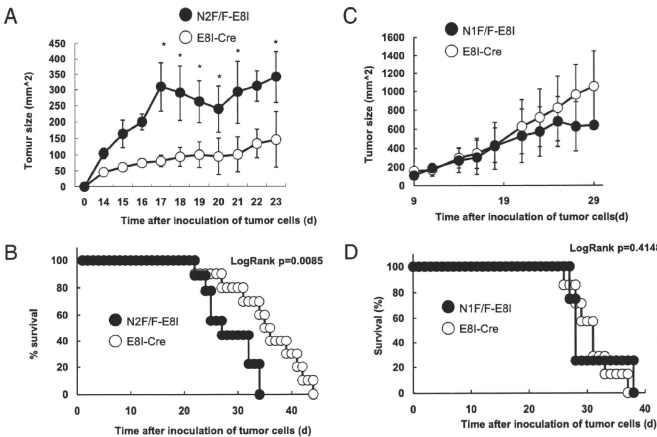 A
N2F/F-E8I
E8I-Cre
Tomur size (mm^2)
450
400
350
300
250
200
150
100
50
0
* * * * * *
0 14 15 16 17 18 19 20 21 22 23
Time after inoculation of tumor cells (d)
C
N1F/F-E8I
E8I-Cre
Tumor size (mm^2)
1600
1400
1200
1000
800
600
400
200
0
9 19 29
Time after inoculation of tumor cells(d)
B
LogRank p=0.0085
% survival
100
80
60
40
20
0
N2F/F-E8I
E8I-Cre
0 10 20 30 40
Time after inoculation of tumor cells (d)
D
LogRank p=0.4148
Survival (%)
100
80
60
40
20
0
N1F/F-E8I
E8I-Cre
0 10 20 30 40
Time after inoculation of tumor cells (d)